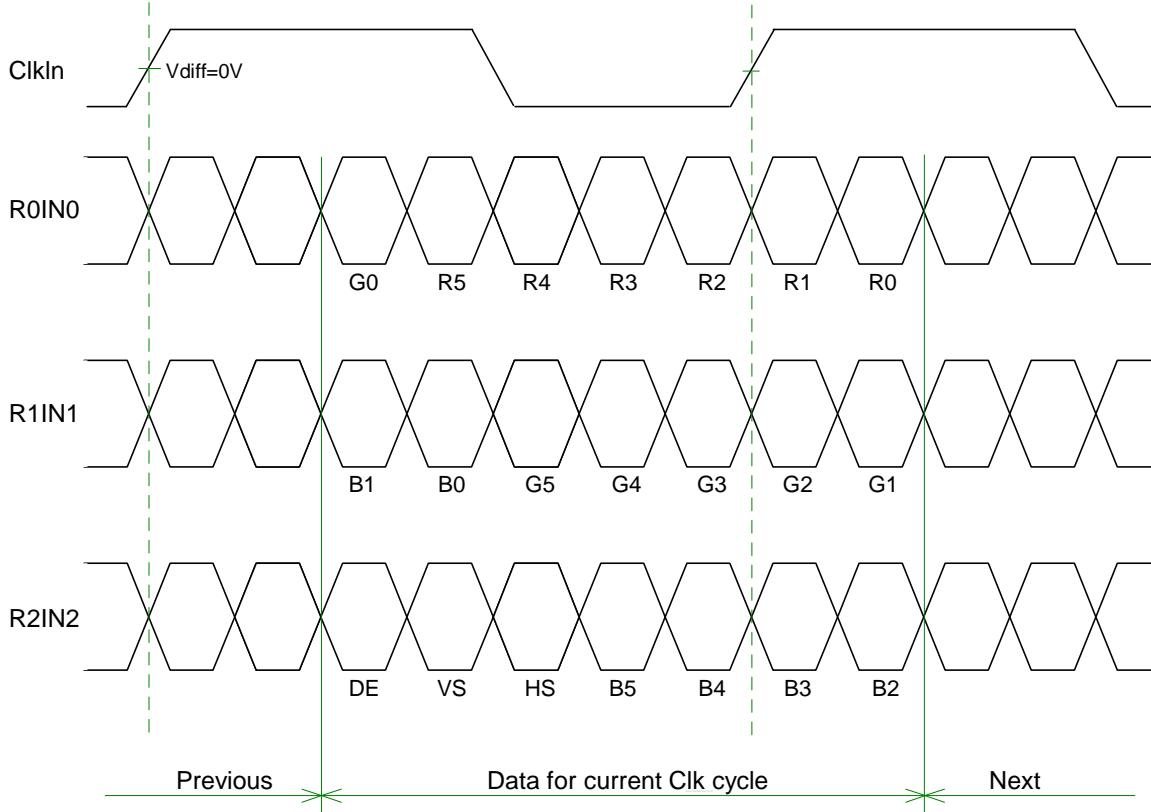 ClkIn
Vdiff=0V
R0IN0
G0 R5 R4 R3 R2 R1 R0
R1IN1
B1 B0 G5 G4 G3 G2 G1
R2IN2
DE VS HS B5 B4 B3 B2
Previous Data for current Clk cycle Next